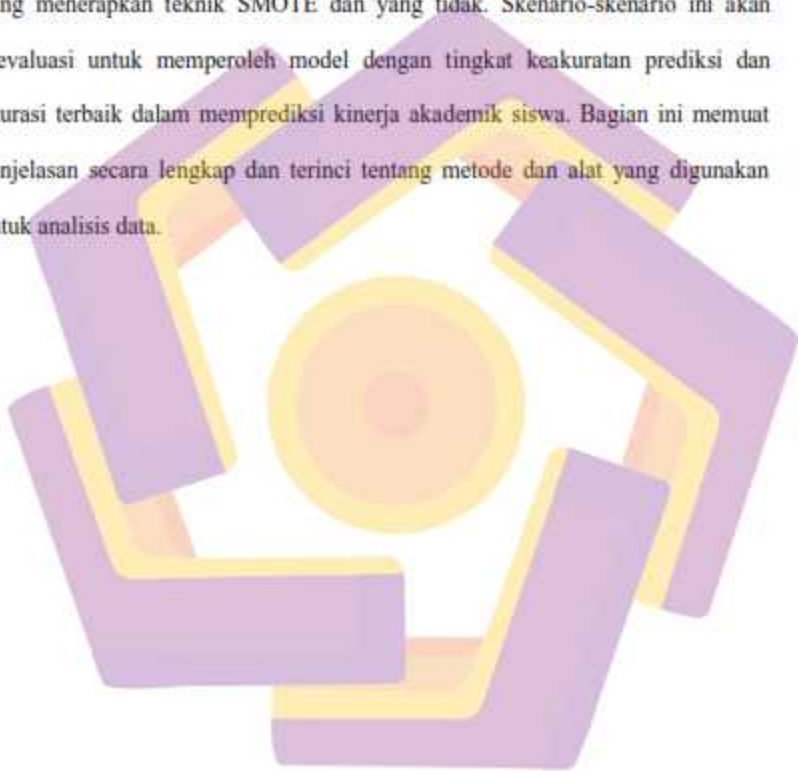 ng menerapkan teknik SMOTE dan yang tidak. Skenario-skenario ini akan
evaluasi untuk memperoleh model dengan tingkat keakuratan prediksi dan
urasi terbaik dalam memprediksi kinerja akademik siswa. Bagian ini memuat
njelasan secara lengkap dan terinci tentang metode dan alat yang digunakan
tuk analisis data.